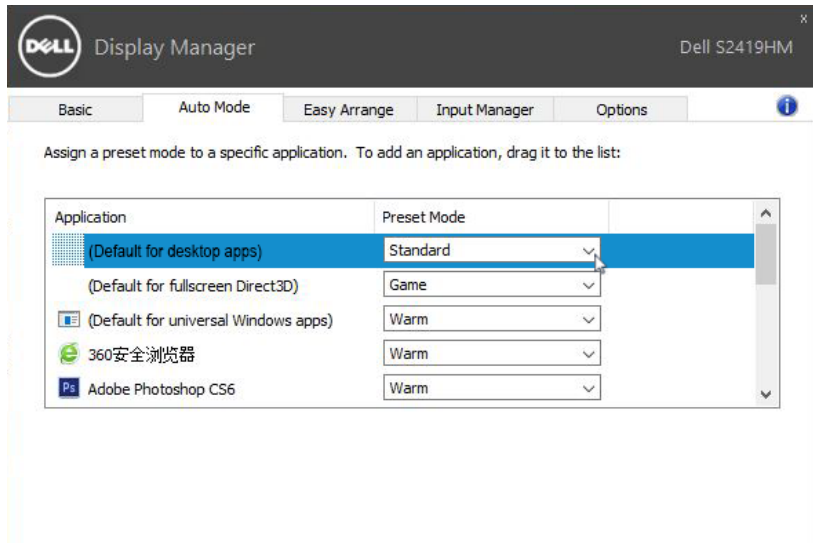 x
DELL Display Manager Dell S2419HM
Basic Auto Mode Easy Arrange Input Manager Options i
Assign a preset mode to a specific application. To add an application, drag it to the list:
Application Preset Mode
(Default for desktop apps) Standard
(Default for fullscreen Direct3D) Game
(Default for universal Windows apps) Warm
360安全浏览器 Warm
Ps Adobe Photoshop CS6 Warm